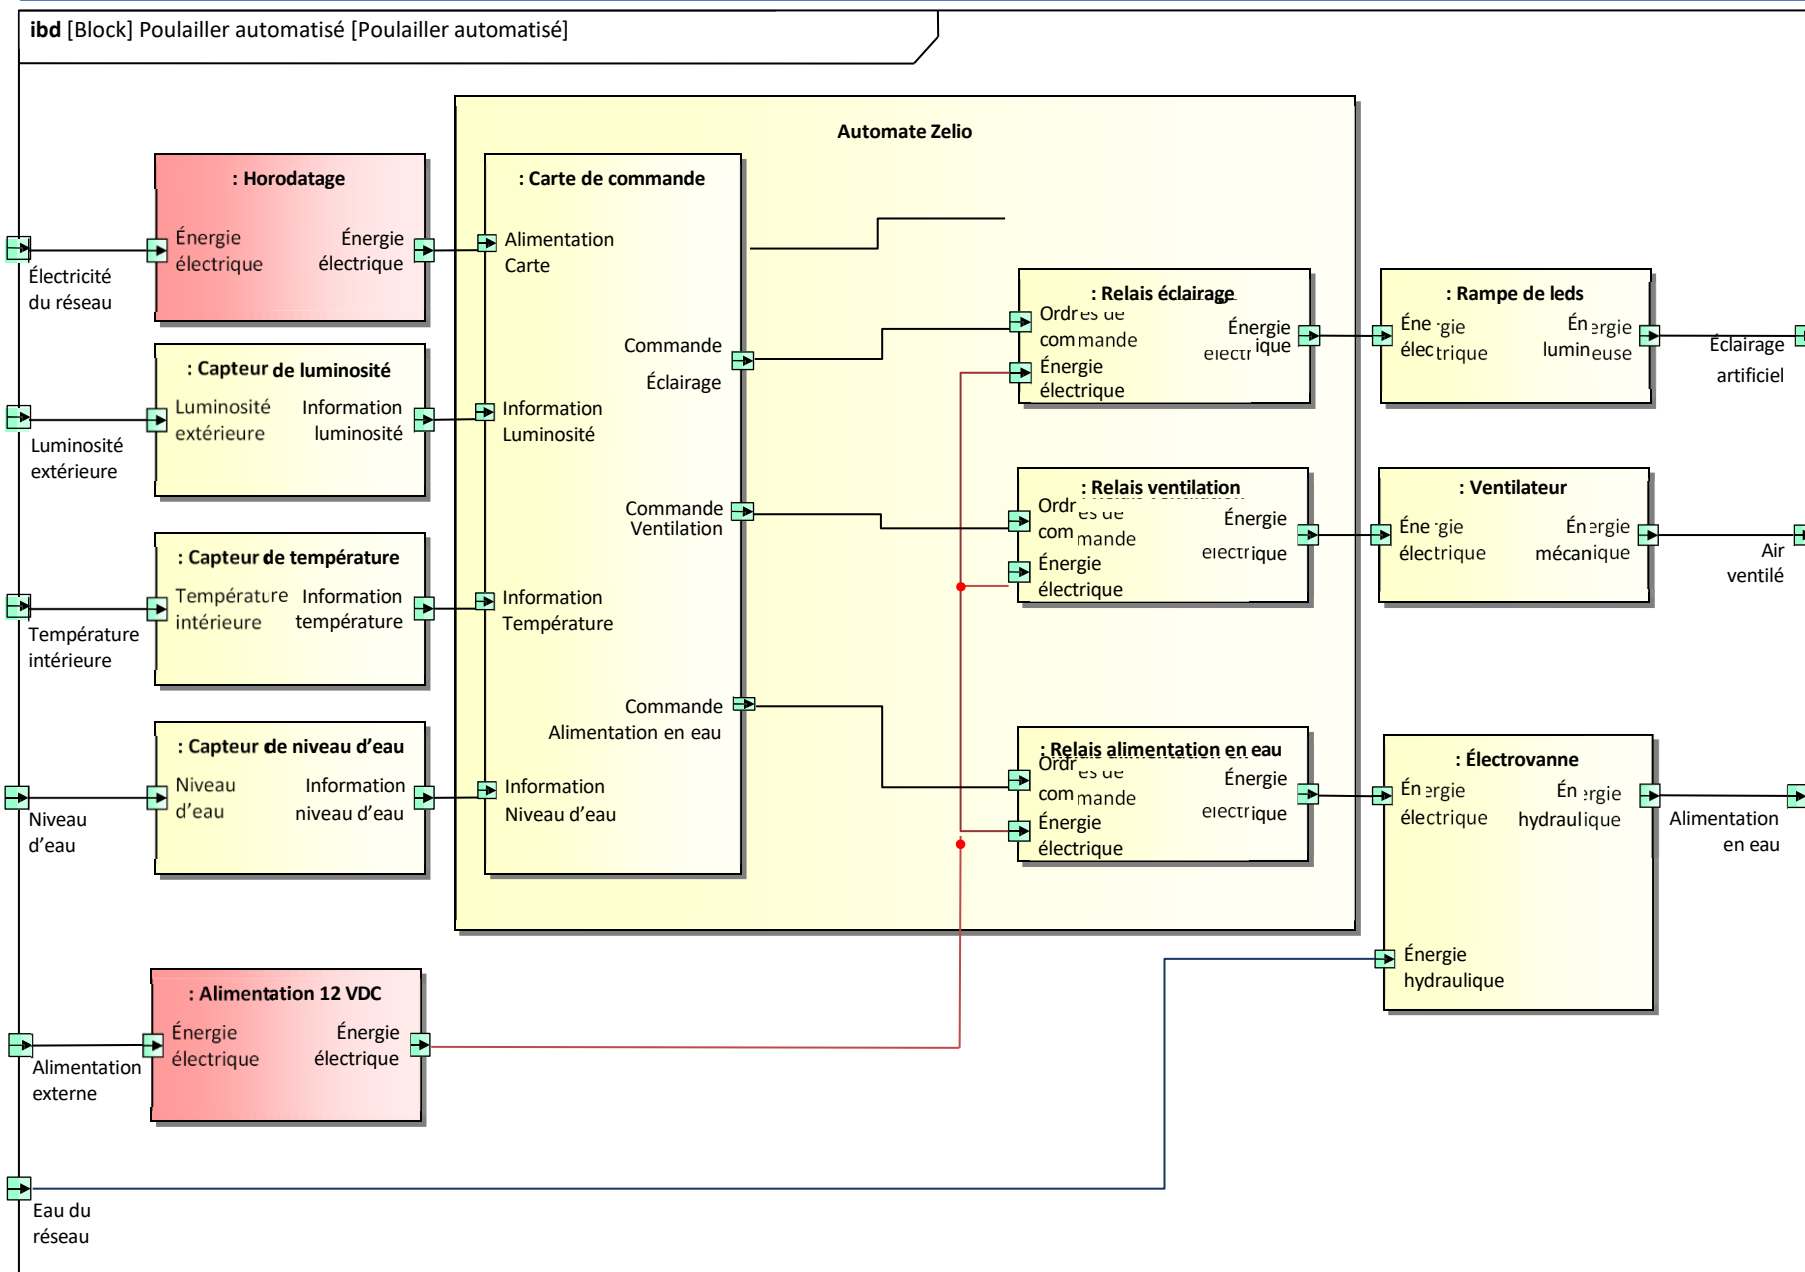 ibd [Block] Poulailler automatisé [Poulailler automatisé]
Automate Zelio
: Horodatage
Énergie
électrique
Énergie
électrique
Électricité
du réseau
: Capteur de luminosité
Luminosité
extérieure
Information
luminosité
Luminosité
extérieure
: Capteur de température
Température
intérieure
Information
température
Température
intérieure
: Capteur de niveau d’eau
Niveau
d’eau
Information
niveau d’eau
Niveau
d’eau
: Alimentation 12 VDC
Énergie
électrique
Énergie
électrique
Alimentation
externe
Eau du
réseau
: Carte de commande
Alimentation
Carte
Commande
Éclairage
Information
Luminosité
Commande
Ventilation
Information
Température
Commande
Alimentation en eau
Information
Niveau d’eau
: Relais éclairage
Ordres de
commande
Énergie
électrique
Énergie
électrique
: Relais ventilation
Ordres de
commande
Énergie
électrique
Énergie
électrique
: Relais alimentation en eau
Ordres de
commande
Énergie
électrique
Énergie
électrique
: Rampe de leds
Énergie
électrique
Énergie
lumineuse
Éclairage
artificiel
: Ventilateur
Énergie
électrique
Énergie
mécanique
Air
ventilé
: Électrovanne
Énergie
électrique
Énergie
hydraulique
Énergie
hydraulique
Alimentation
en eau